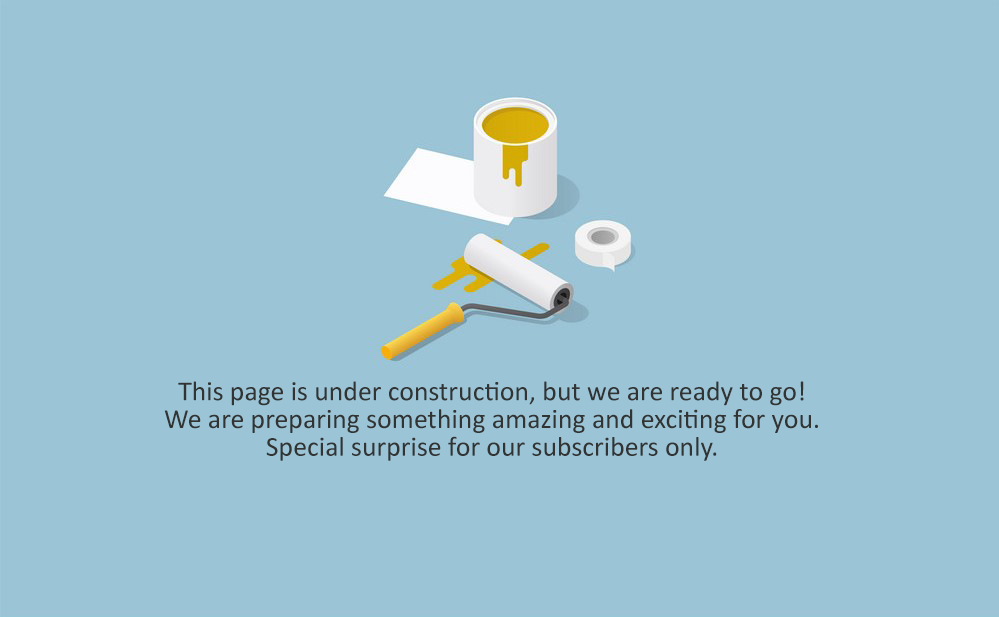 This page is under construction, but we are ready to go!
We are preparing something amazing and exciting for you.
Special surprise for our subscribers only.